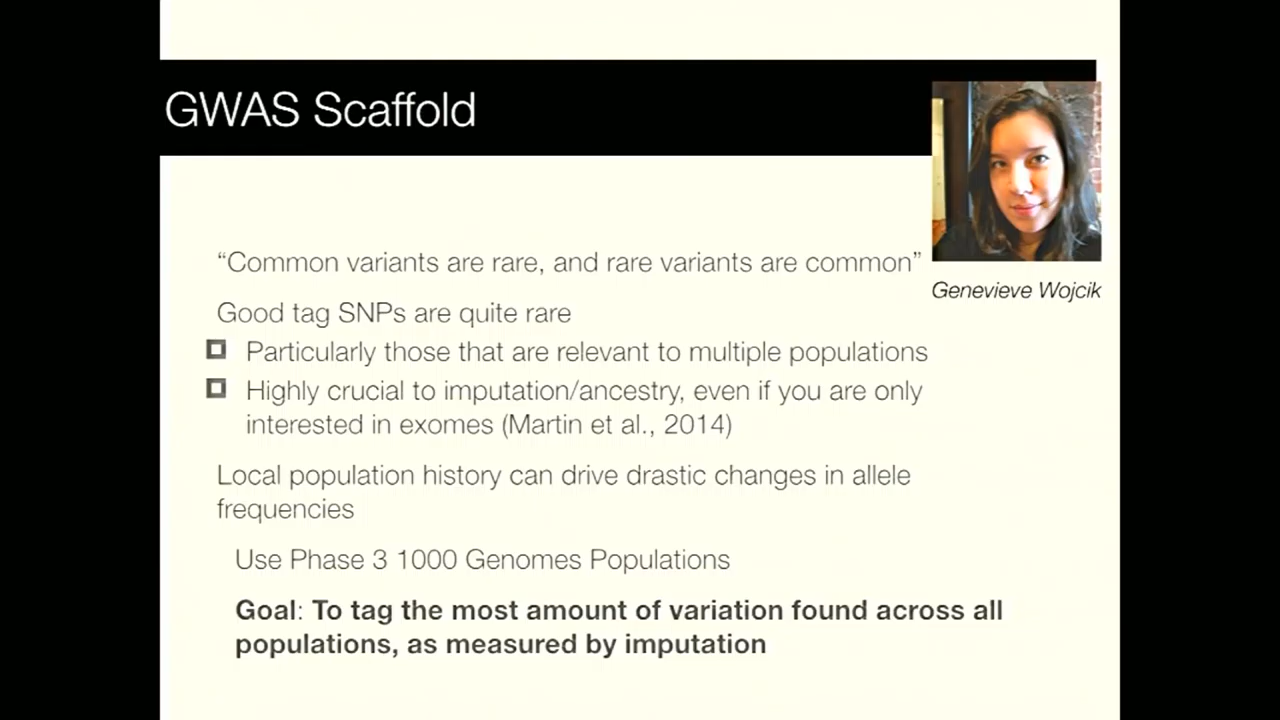 GWAS Scaffold
“Common variants are rare, and rare variants are common”
Genevieve Wojcik
Good tag SNPs are quite rare
Particularly those that are relevant to multiple populations
Highly crucial to imputation/ancestry, even if you are only
interested in exomes (Martin et al., 2014)
Local population history can drive drastic changes in allele
frequencies
Use Phase 3 1000 Genomes Populations
Goal: To tag the most amount of variation found across all
populations, as measured by imputation